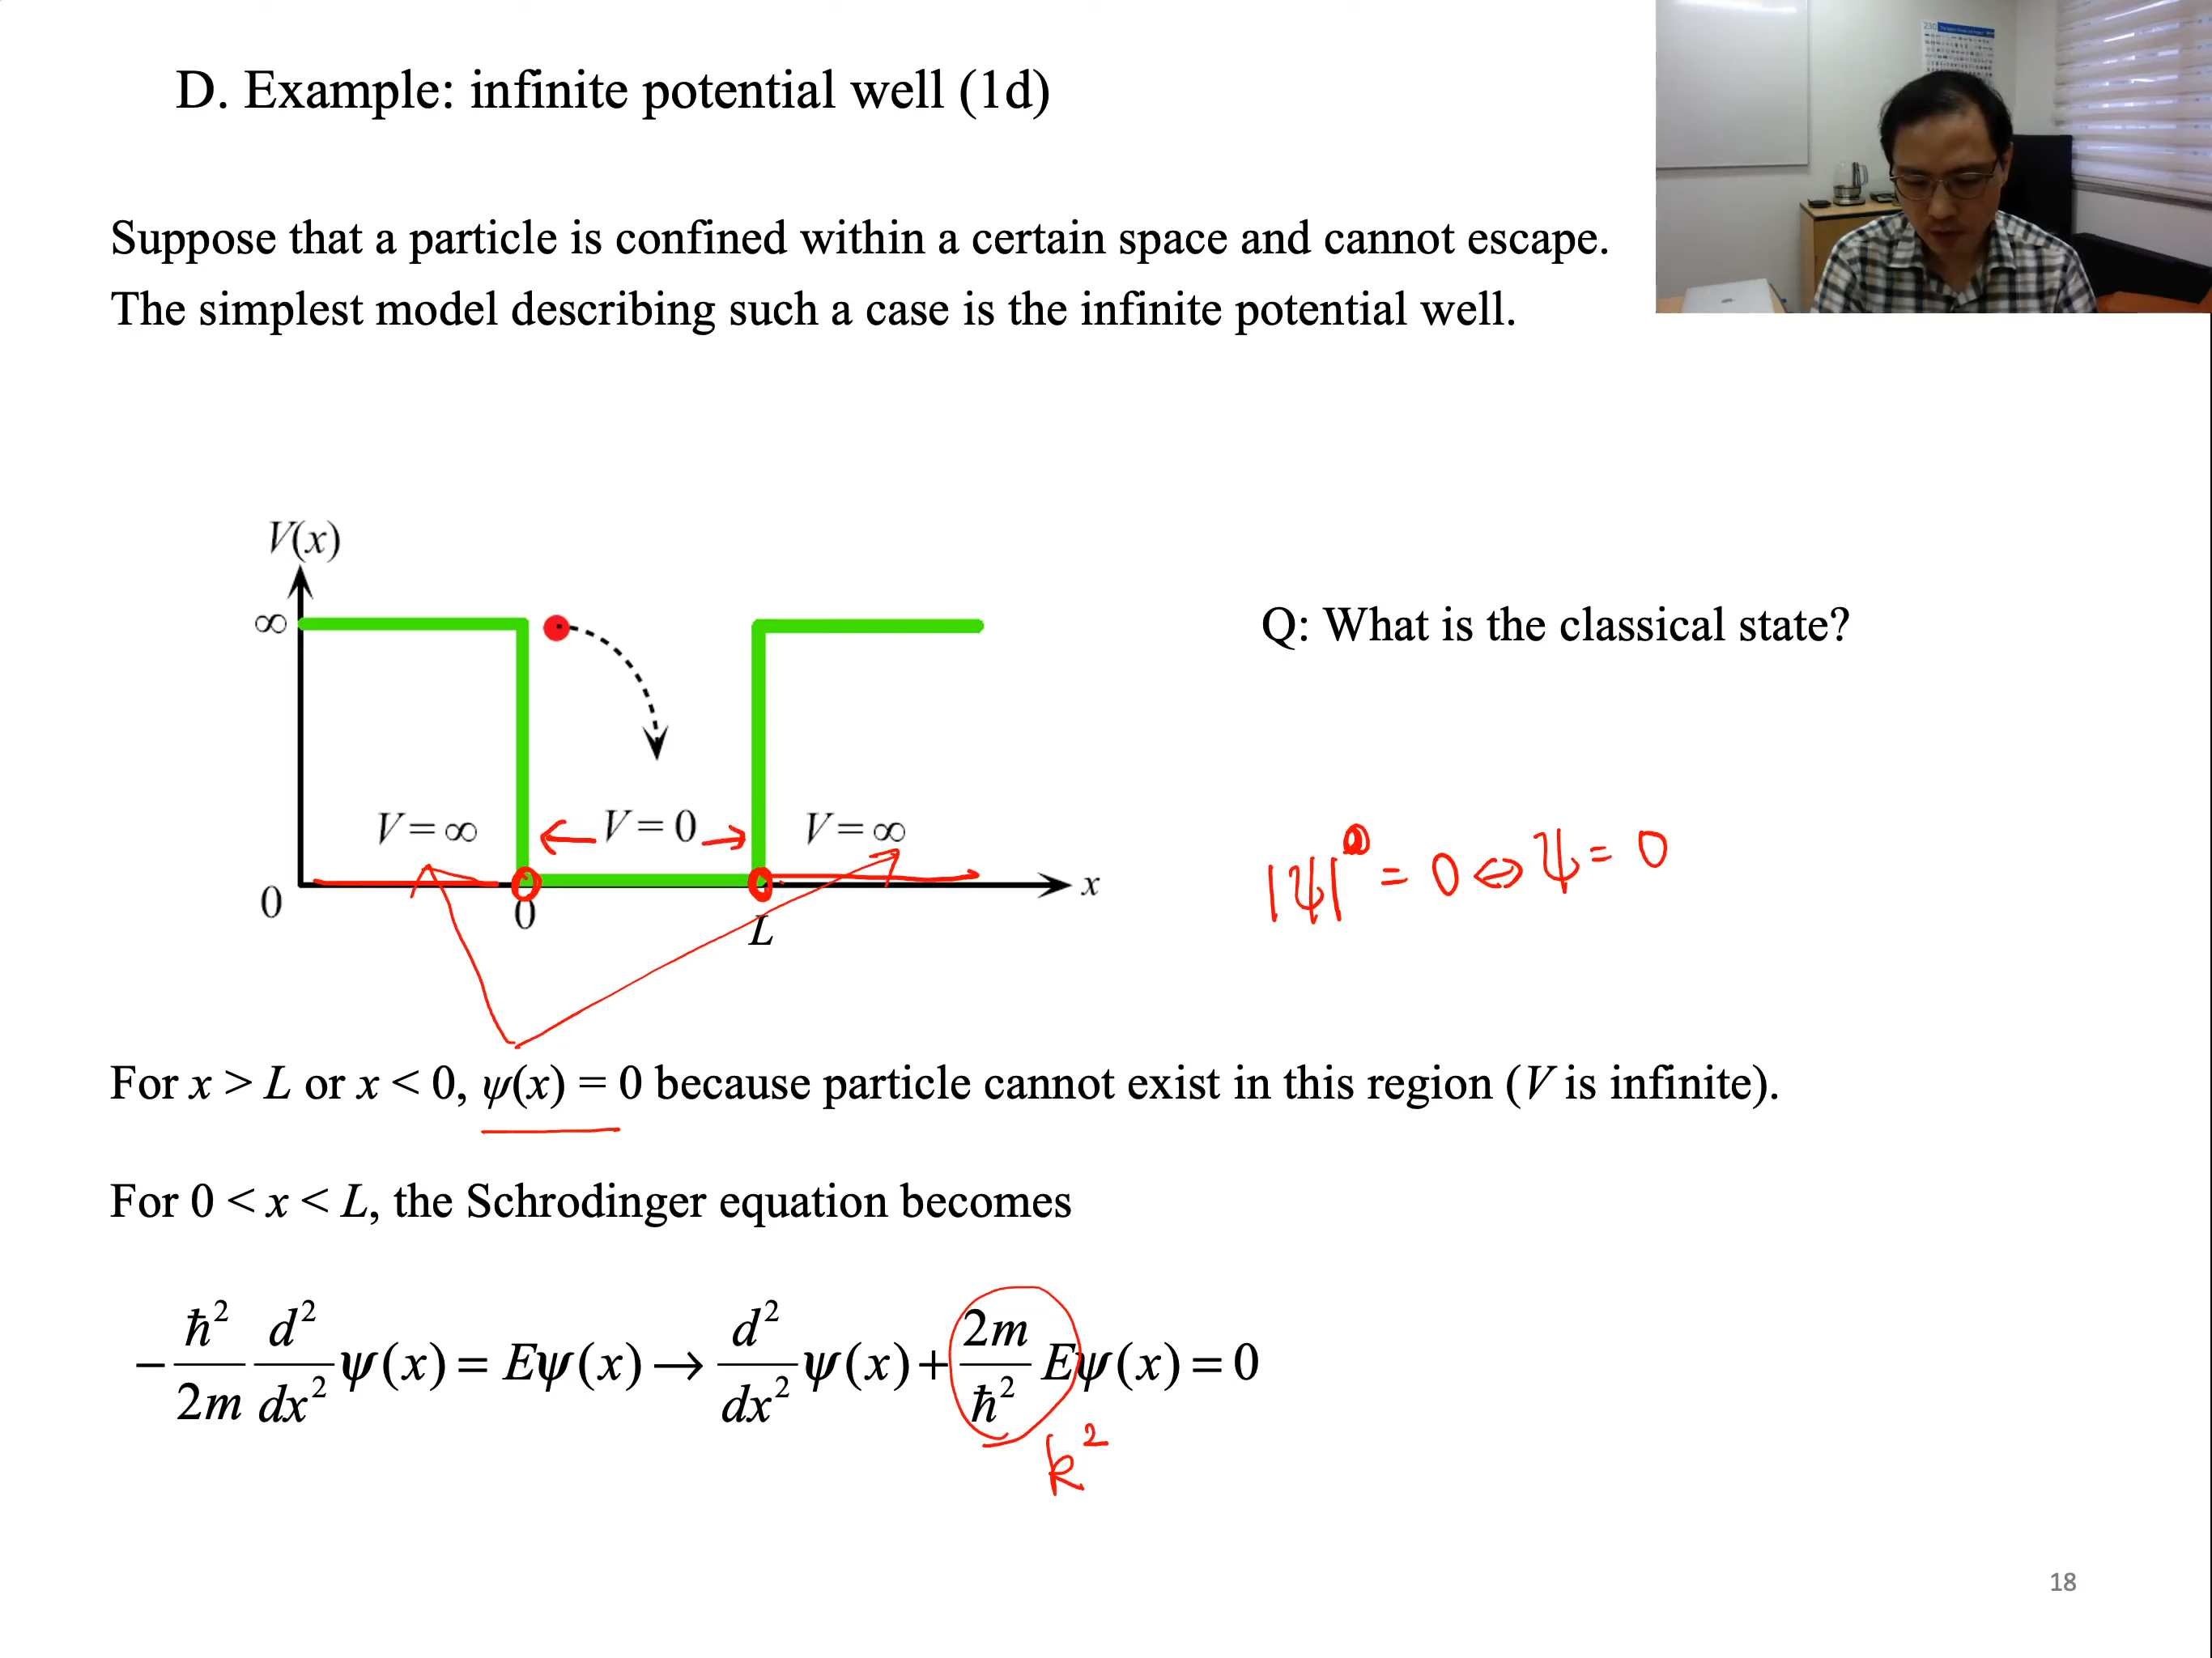 D. Example: infinite potential well (1d)
Suppose that a particle is confined within a certain space and cannot escape.
The simplest model describing such a case is the infinite potential well.
V(x)
∞
Q: What is the classical state?
V = ∞
V = 0
V = ∞
|ψ|² = 0 ⇔ ψ = 0
0
0
L
x
For x > L or x < 0, ψ(x) = 0 because particle cannot exist in this region (V is infinite).
For 0 < x < L, the Schrodinger equation becomes
−ħ²/2m d²/dx² ψ(x) = Eψ(x) → d²/dx² ψ(x) + 2m/ħ² Eψ(x) = 0
k²
18